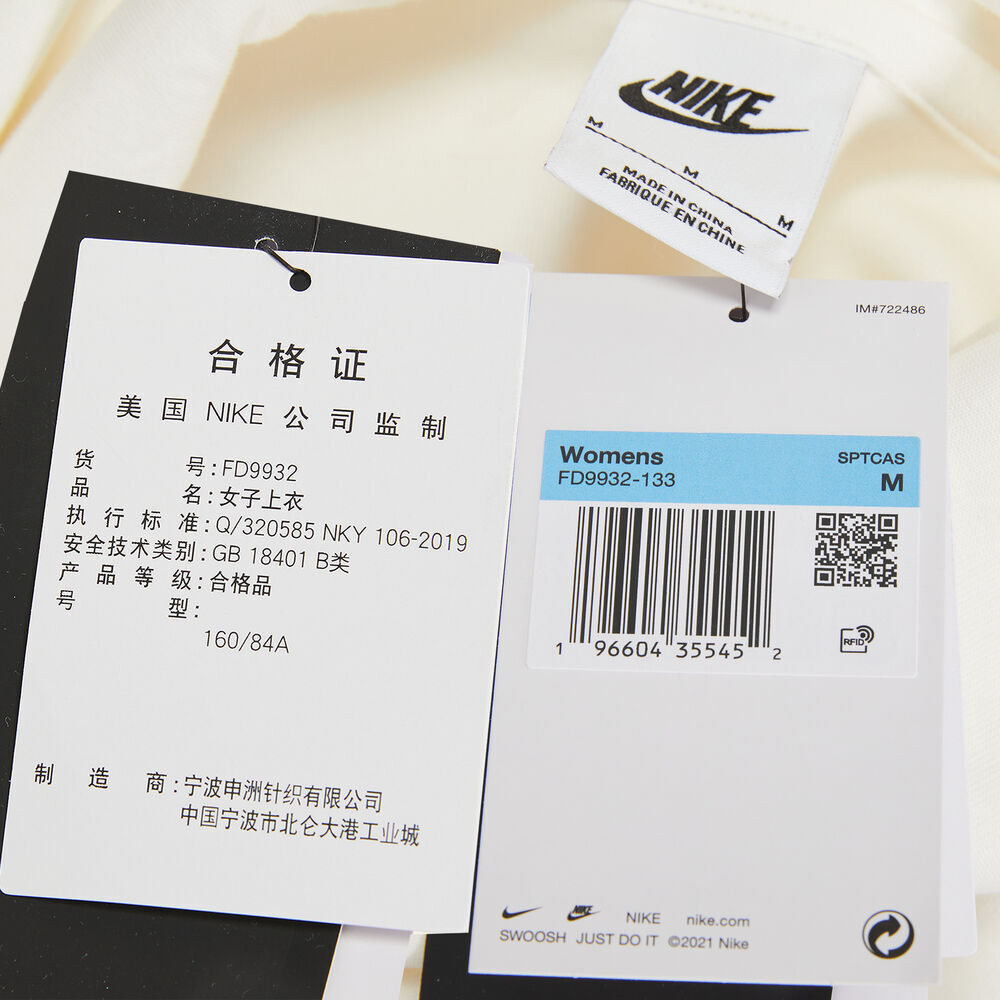 NIKE
M
M
M
MADE IN CHINA
FABRIQUE EN CHINE
合格证
美国 NIKE 公司监制
货号:FD9932
品名:女子上衣
执行标准:Q/320585 NKY 106-2019
安全技术类别:GB 18401 B类
产品等级:合格品
号型:
160/84A
制造商:宁波申洲针织有限公司
中国宁波市北仑大港工业城
IM#722486
Womens SPTCAS
FD9932-133 M
1 96604 35545 2
RFID
NIKE NIKE nike.com
SWOOSH JUST DO IT ©2021 Nike